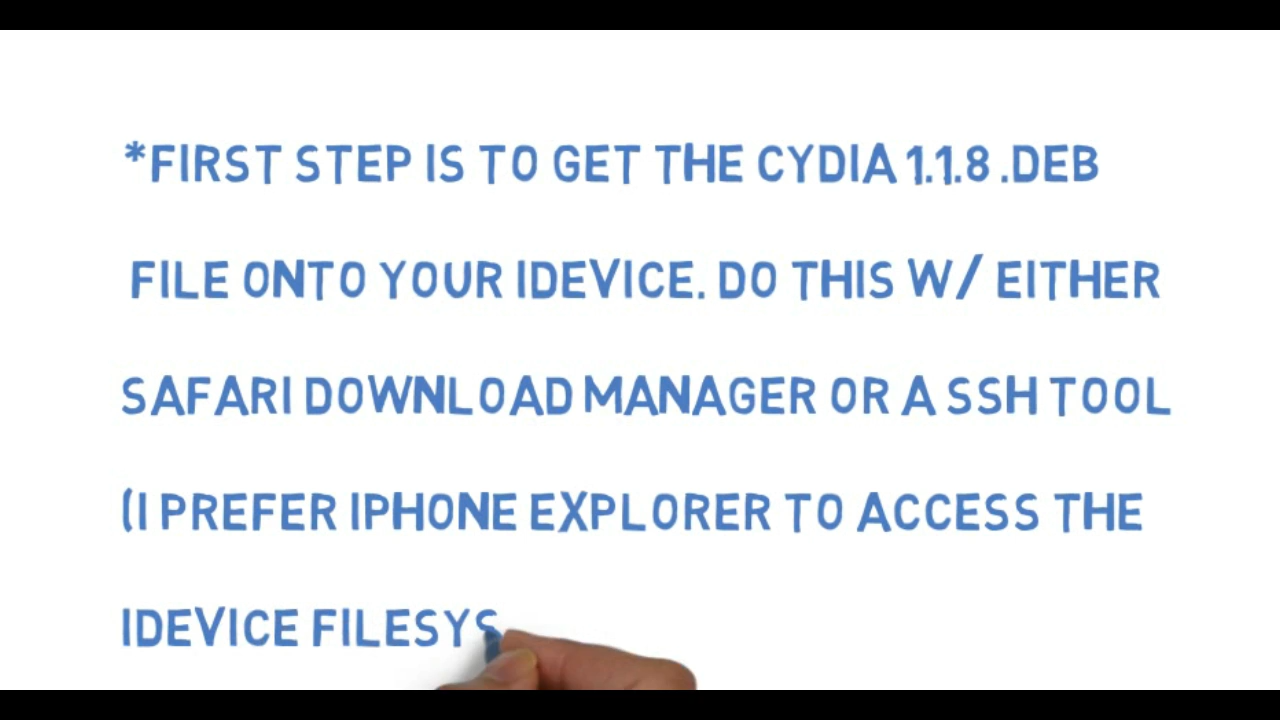 *FIRST STEP IS TO GET THE CYDIA 1.1.8 .DEB
FILE ONTO YOUR IDEVICE. DO THIS W/ EITHER
SAFARI DOWNLOAD MANAGER OR A SSH TOOL
(I PREFER IPHONE EXPLORER TO ACCESS THE
IDEVICE FILESYS